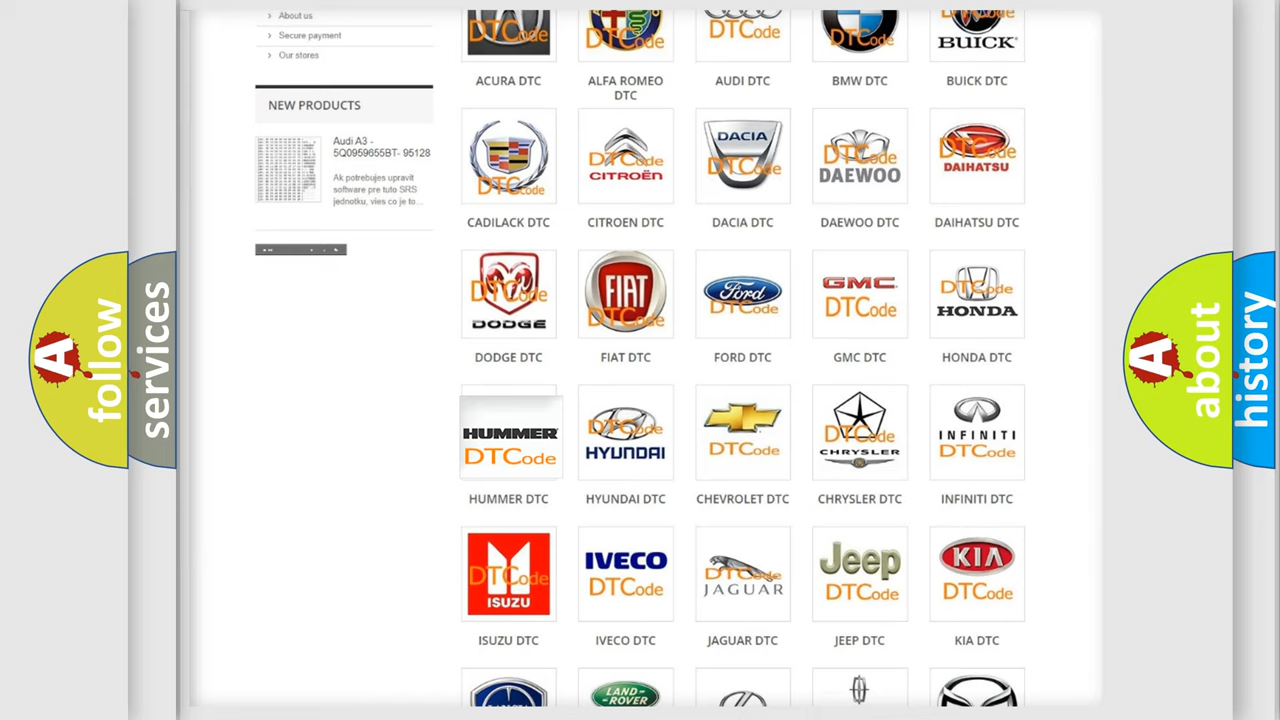 About us
Secure payment
Our stores
NEW PRODUCTS
Audi A3 -
5Q0959655BT- 95128
Ak potrebujes upravit
software pre tuto SRS
jednotku, vies co je to...
DTCode
DTCode
DTCode
DTCode
BUICK
ACURA DTC
ALFA ROMEO
DTC
AUDI DTC
BMW DTC
BUICK DTC
DTCode
DTCode
CITROËN
DACIA
DTCode
DTCode
DAEWOO
DTCode
DAIHATSU
CADILACK DTC
CITROEN DTC
DACIA DTC
DAEWOO DTC
DAIHATSU DTC
DTCode
DODGE
FIAT
DTCode
Ford
DTCode
GMC
DTCode
DTCode
HONDA
DODGE DTC
FIAT DTC
FORD DTC
GMC DTC
HONDA DTC
HUMMER
DTCode
DTCode
HYUNDAI
DTCode
DTCode
CHRYSLER
INFINITI
DTCode
HUMMER DTC
HYUNDAI DTC
CHEVROLET DTC
CHRYSLER DTC
INFINITI DTC
DTCode
ISUZU
IVECO
DTCode
DTCode
JAGUAR
Jeep
DTCode
KIA
DTCode
ISUZU DTC
IVECO DTC
JAGUAR DTC
JEEP DTC
KIA DTC
LAND-
ROVER
A follow
services
A about
history